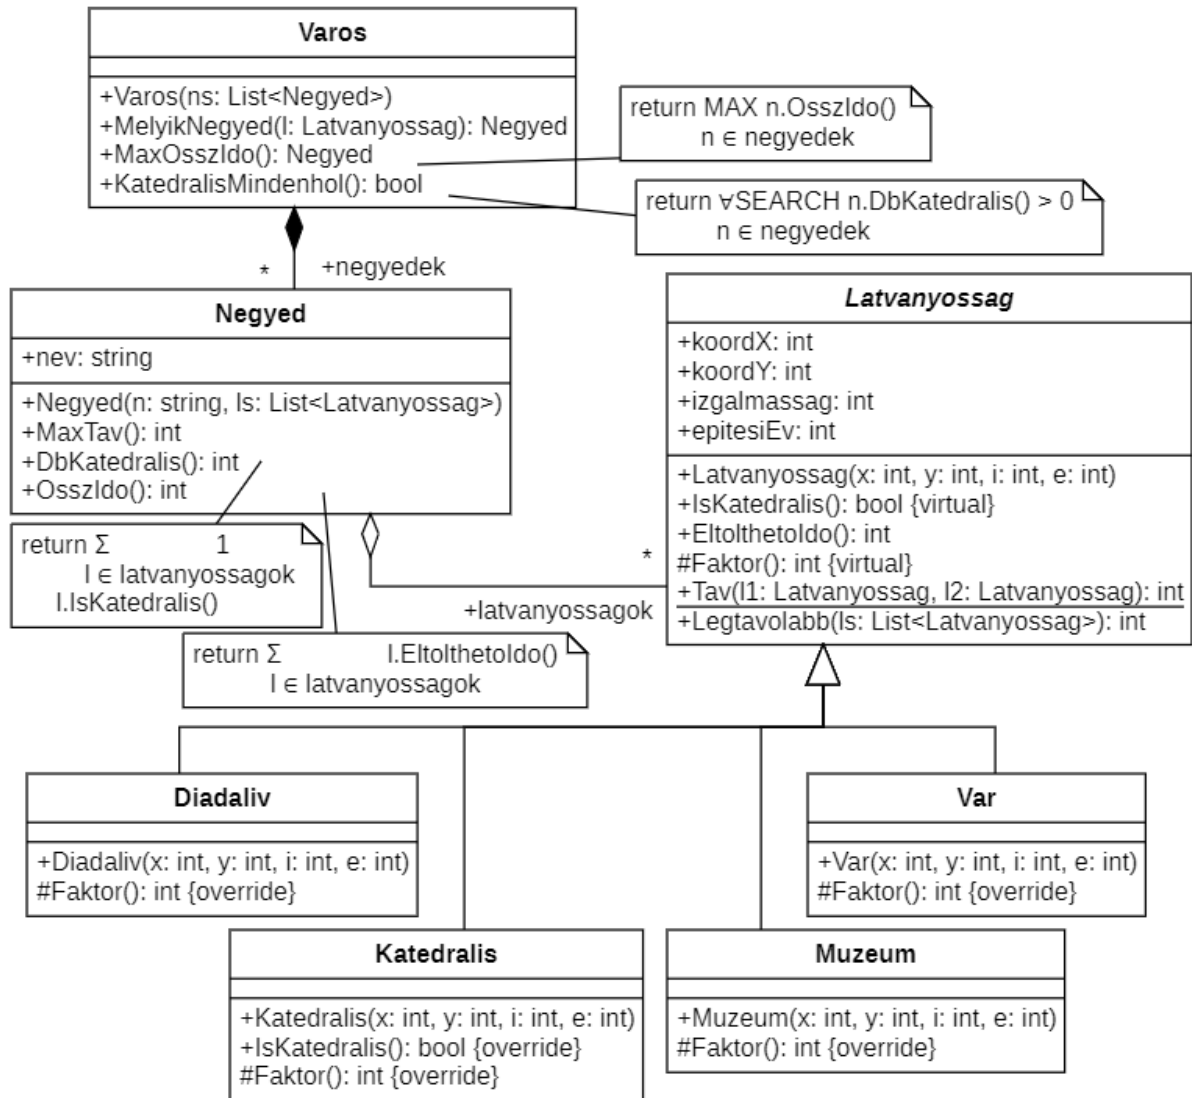 Varos
+Varos(ns: List<Negyed>)
+MelyikNegyed(l: Latvanyossag): Negyed
+MaxOsszIdo(): Negyed
+KatedralisMindenhol(): bool
return MAX n.OsszIdo()
n ∈ negyedek
return ∀SEARCH n.DbKatedralis() > 0
n ∈ negyedek
* +negyedek
Negyed
+nev: string
+Negyed(n: string, ls: List<Latvanyossag>)
+MaxTav(): int
+DbKatedralis(): int
+OsszIdo(): int
return Σ 1
l ∈ latvanyossagok
l.IsKatedralis()
return Σ l.EltolthetoIdo()
l ∈ latvanyossagok
*
+latvanyossagok
Latvanyossag
+koordX: int
+koordY: int
+izgalmassag: int
+epitesiEv: int
+Latvanyossag(x: int, y: int, i: int, e: int)
+IsKatedralis(): bool {virtual}
+EltolthetoIdo(): int
#Faktor(): int {virtual}
+Tav(l1: Latvanyossag, l2: Latvanyossag): int
+Legtavolabb(ls: List<Latvanyossag>): int
Diadaliv
+Diadaliv(x: int, y: int, i: int, e: int)
#Faktor(): int {override}
Var
+Var(x: int, y: int, i: int, e: int)
#Faktor(): int {override}
Katedralis
+Katedralis(x: int, y: int, i: int, e: int)
+IsKatedralis(): bool {override}
#Faktor(): int {override}
Muzeum
+Muzeum(x: int, y: int, i: int, e: int)
#Faktor(): int {override}